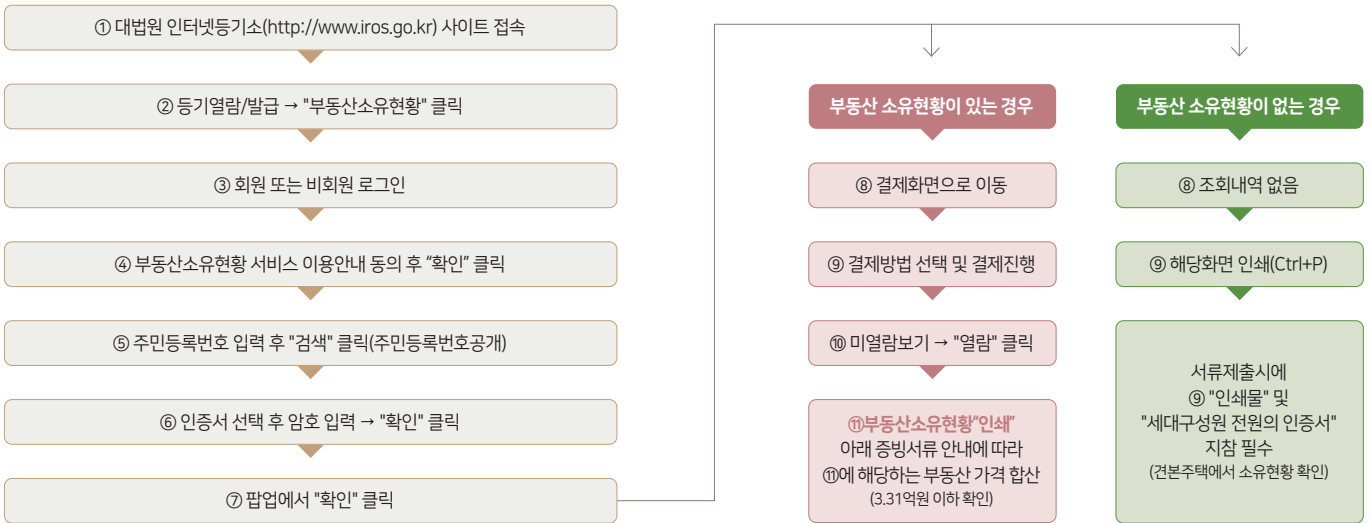 ① 대법원 인터넷등기소(http://www.iros.go.kr) 사이트 접속
② 등기열람/발급 → "부동산소유현황" 클릭
③ 회원 또는 비회원 로그인
④ 부동산소유현황 서비스 이용안내 동의 후 “확인” 클릭
⑤ 주민등록번호 입력 후 "검색" 클릭(주민등록번호공개)
⑥ 인증서 선택 후 암호 입력 → "확인" 클릭
⑦ 팝업에서 "확인" 클릭
부동산 소유현황이 있는 경우
⑧ 결제화면으로 이동
⑨ 결제방법 선택 및 결제진행
⑩ 미열람보기 → "열람" 클릭
⑪부동산소유현황“인쇄”
아래 증빙서류 안내에 따라
⑪에 해당하는 부동산 가격 합산
(3.31억원 이하 확인)
부동산 소유현황이 없는 경우
⑧ 조회내역 없음
⑨ 해당화면 인쇄(Ctrl+P)
서류제출시에
⑨ "인쇄물" 및
"세대구성원 전원의 인증서"
지참 필수
(견본주택에서 소유현황 확인)